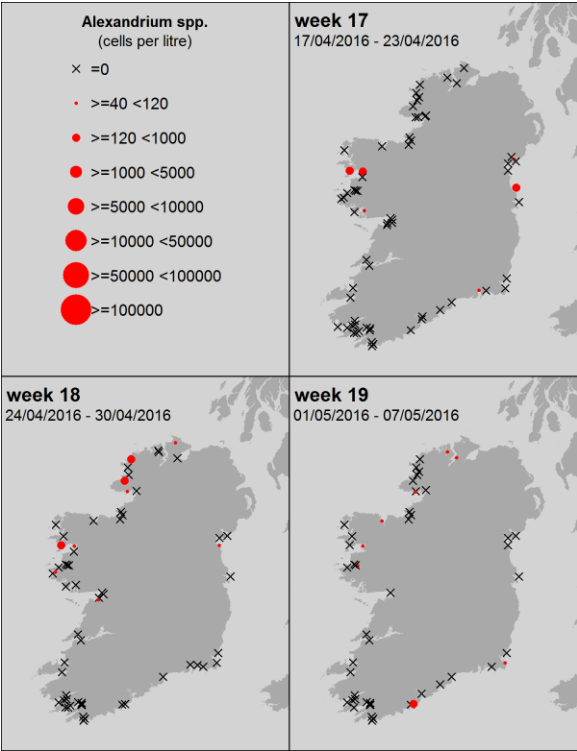 Alexandrium spp.
(cells per litre)
=0
>=40 <120
>=120 <1000
>=1000 <5000
>=5000 <10000
>=10000 <50000
>=50000 <100000
>=100000
week 17
17/04/2016 - 23/04/2016
week 18
24/04/2016 - 30/04/2016
week 19
01/05/2016 - 07/05/2016